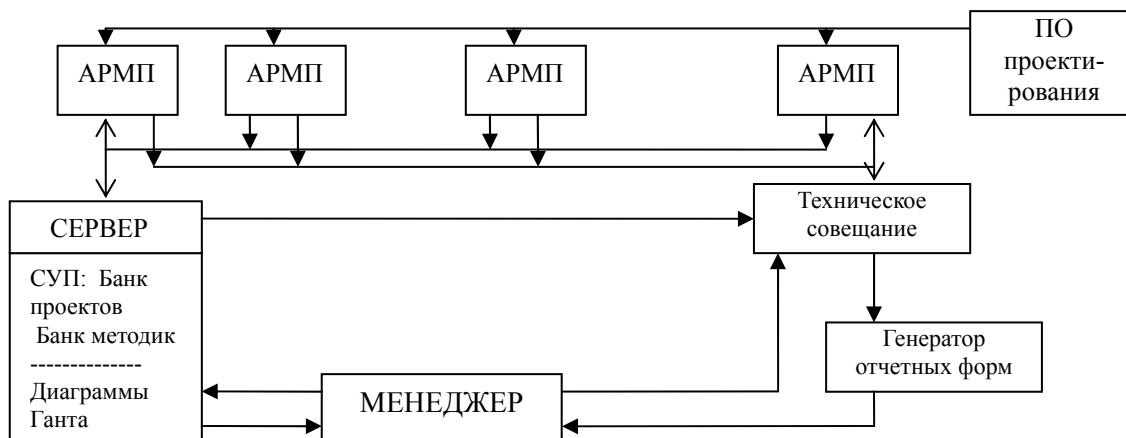 АРМП
АРМП
АРМП
АРМП
ПО
проекти-
рования
СЕРВЕР
СУП: Банк
проектов
Банк методик
--------------
Диаграммы
Ганта
Техническое
совещание
Генератор
отчетных форм
МЕНЕДЖЕР